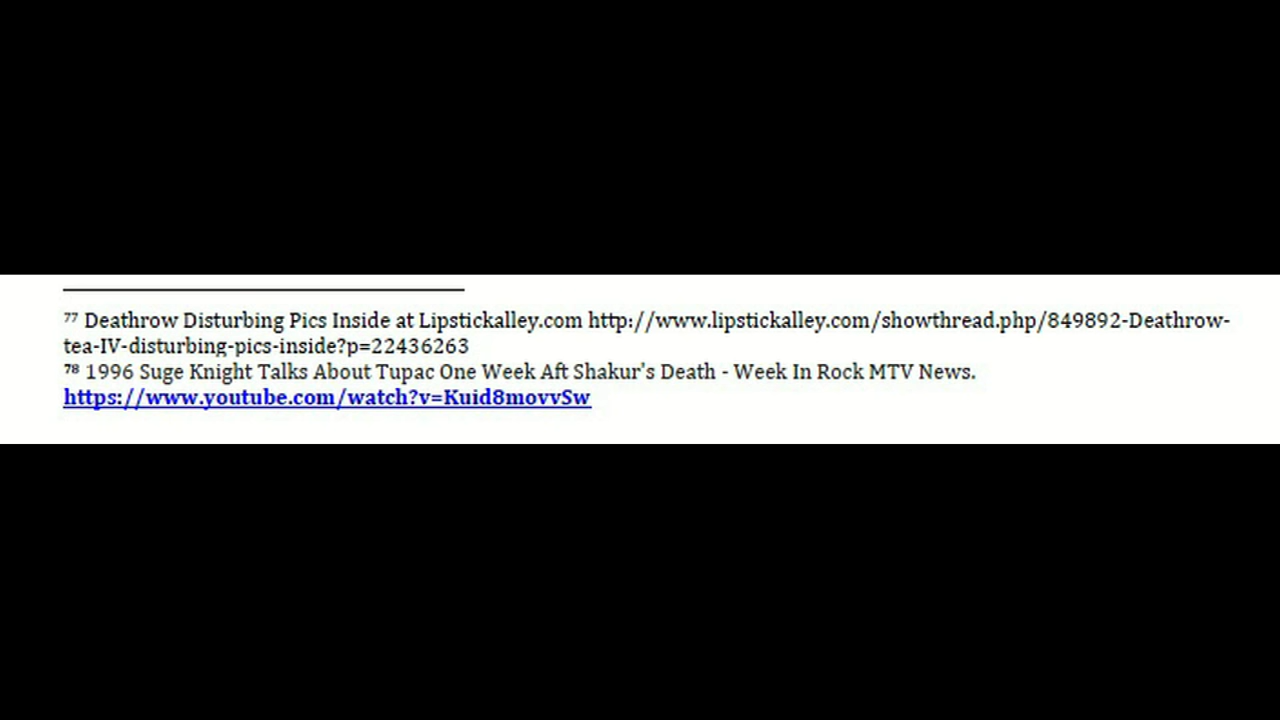 ⁷⁷ Deathrow Disturbing Pics Inside at Lipstickalley.com http://www.lipstickalley.com/showthread.php/849892-Deathrow-
tea-IV-disturbing-pics-inside?p=22436263
⁷⁸ 1996 Suge Knight Talks About Tupac One Week Aft Shakur's Death - Week In Rock MTV News.
https://www.youtube.com/watch?v=Kuid8movvSw